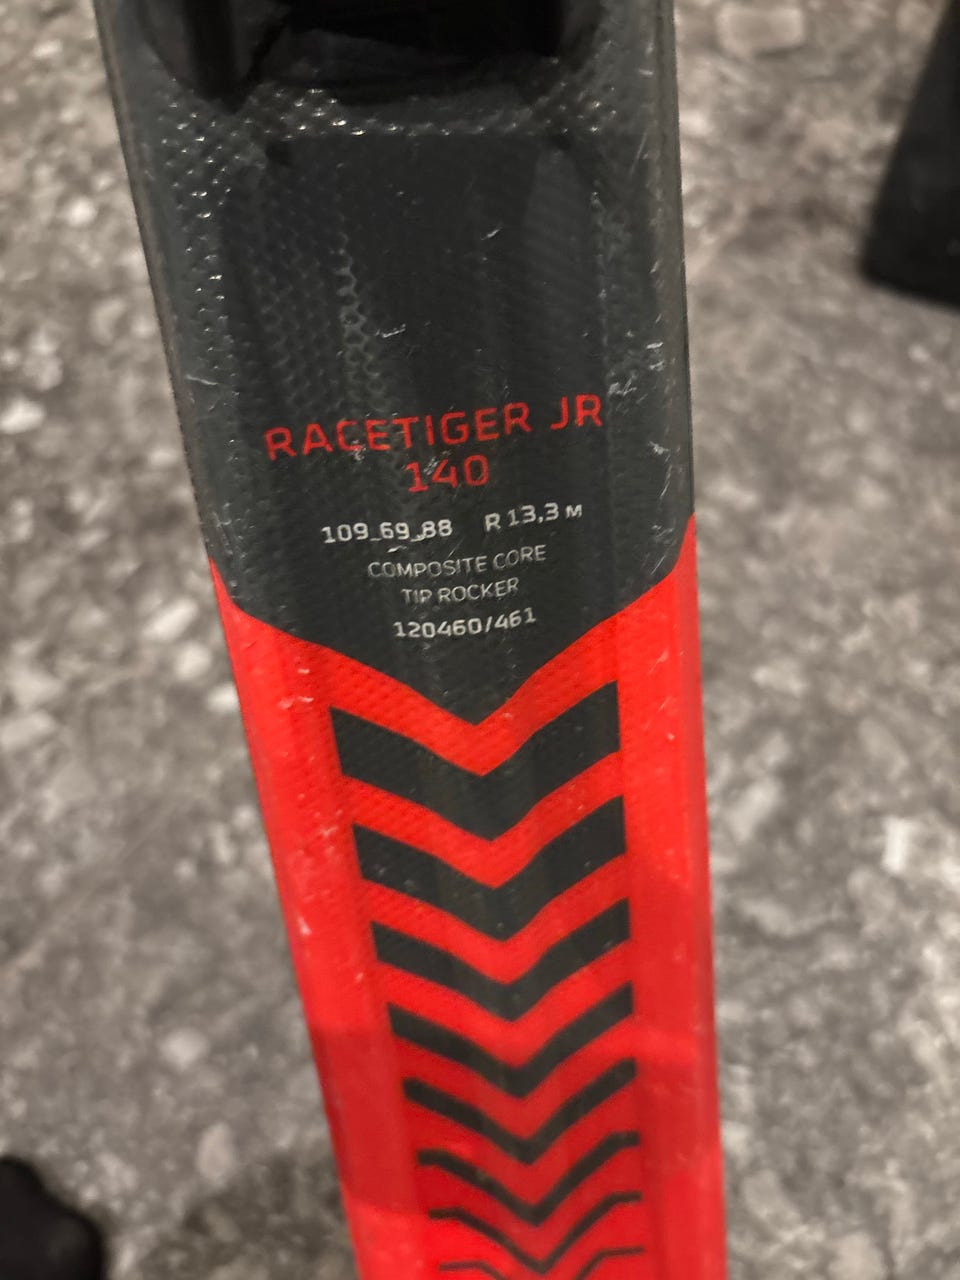 RACETIGER JR
140
109_69_88 R 13,3 M
COMPOSITE CORE
TIP ROCKER
120460/461